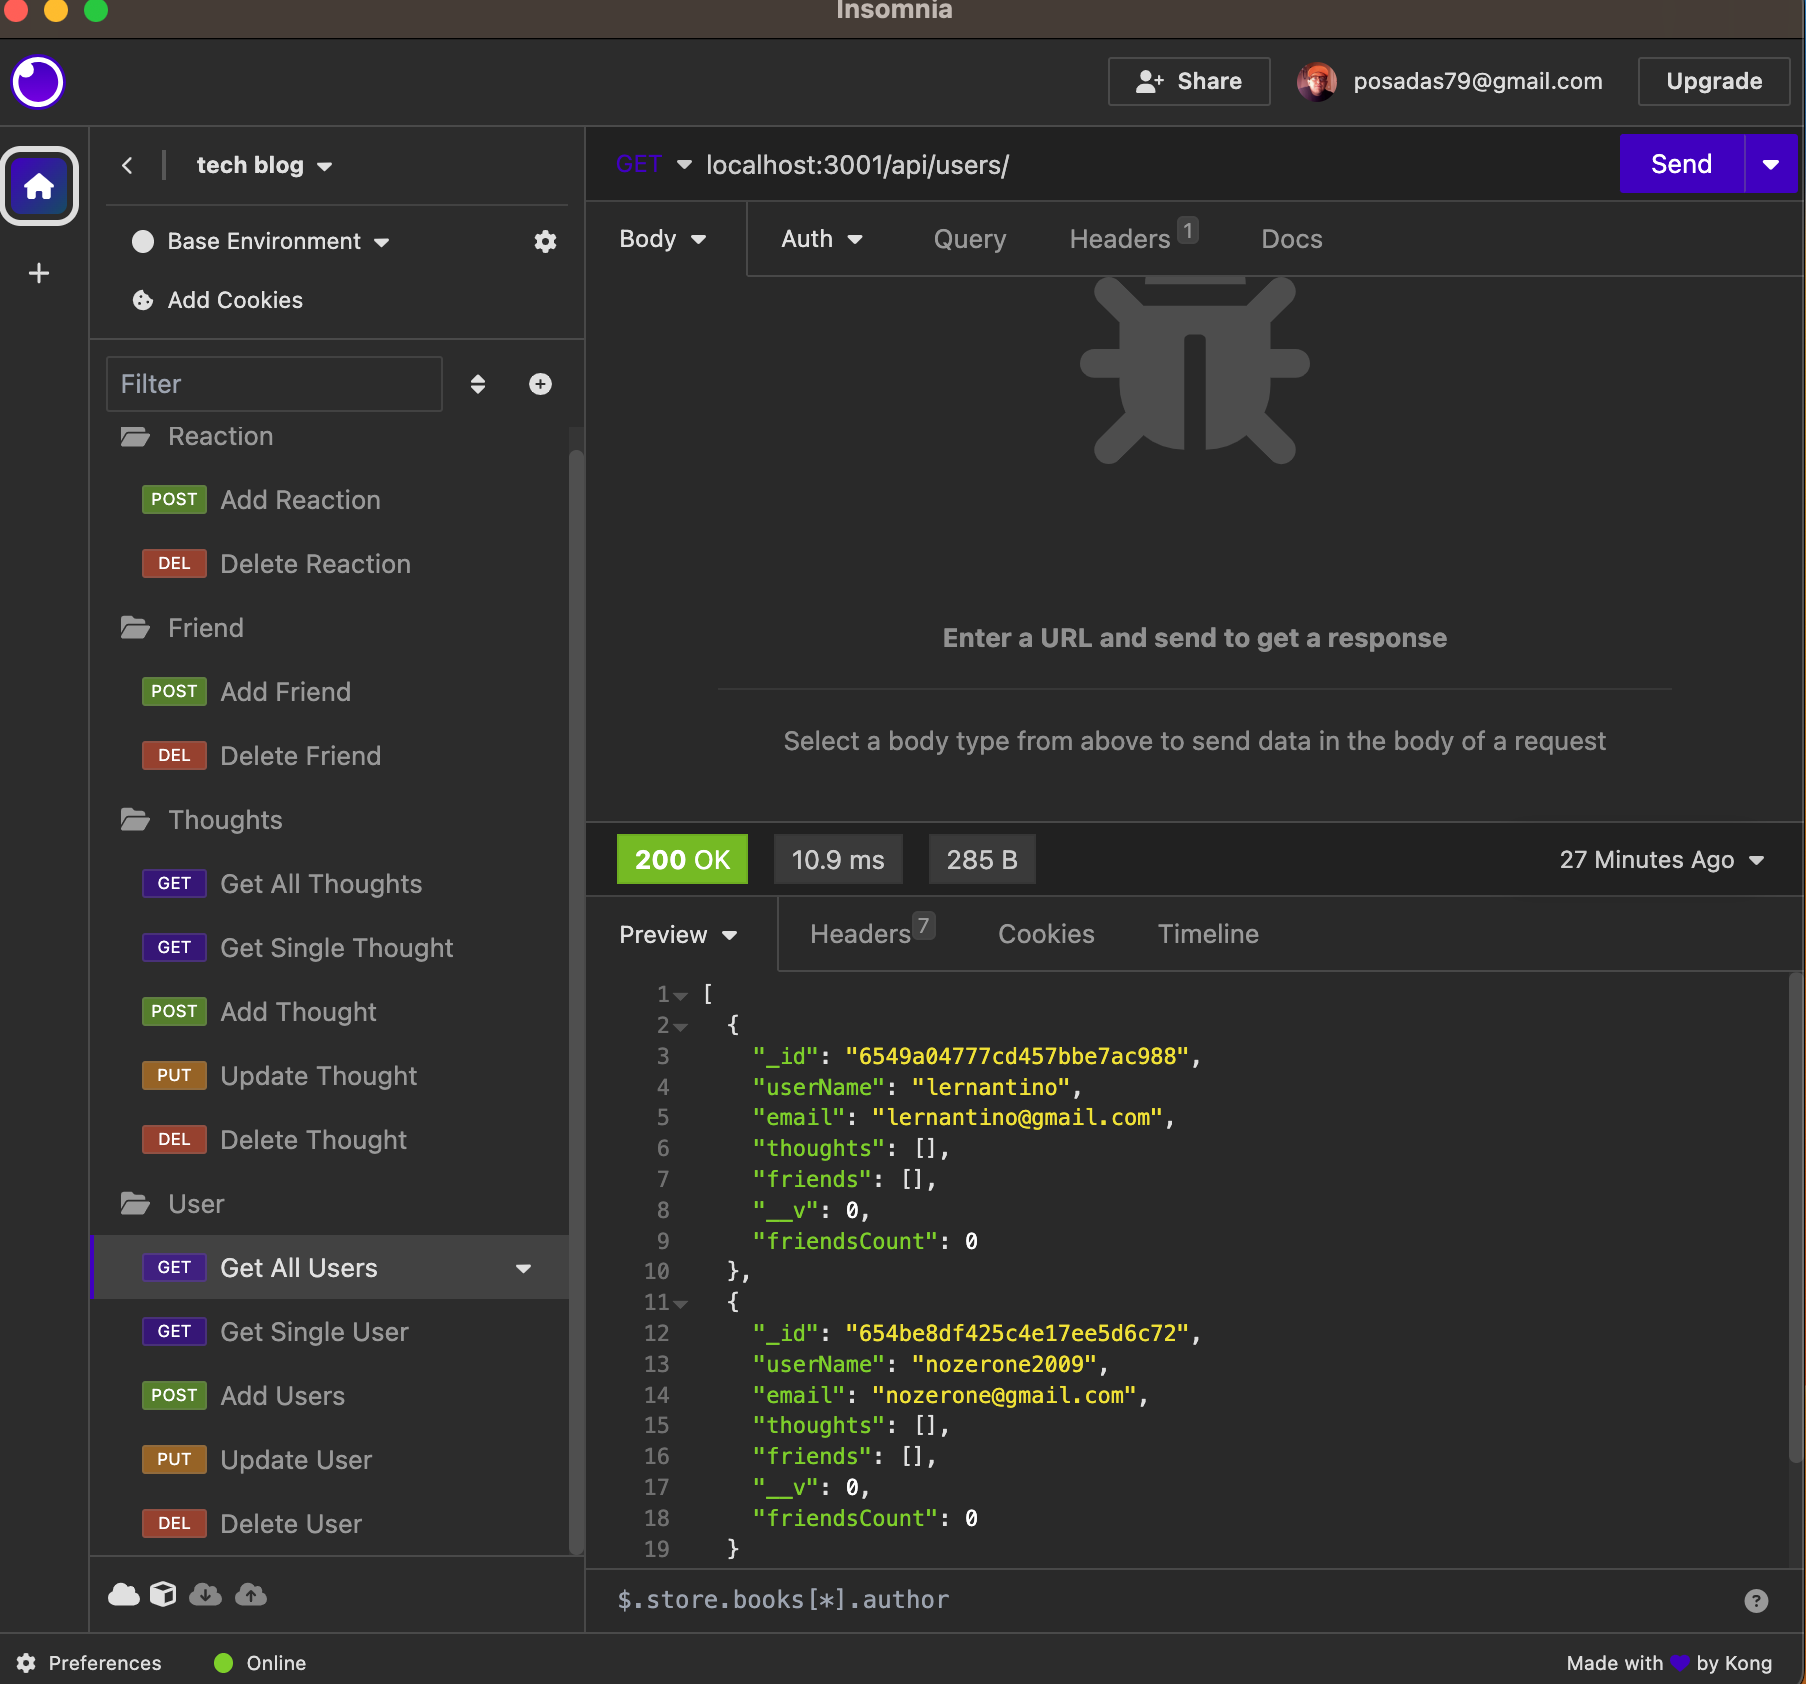 Insomnia
Share
posadas79@gmail.com
Upgrade
tech blog
Base Environment
Add Cookies
Filter
Reaction
POST Add Reaction
DEL Delete Reaction
Friend
POST Add Friend
DEL Delete Friend
Thoughts
GET Get All Thoughts
GET Get Single Thought
POST Add Thought
PUT Update Thought
DEL Delete Thought
User
GET Get All Users
GET Get Single User
POST Add Users
PUT Update User
DEL Delete User
GET localhost:3001/api/users/
Send
Body Auth Query Headers 1 Docs
Enter a URL and send to get a response
Select a body type from above to send data in the body of a request
200 OK 10.9 ms 285 B 27 Minutes Ago
Preview Headers 7 Cookies Timeline
1 [
2 {
3 "_id": "6549a04777cd457bbe7ac988",
4 "userName": "lernantino",
5 "email": "lernantino@gmail.com",
6 "thoughts": [],
7 "friends": [],
8 "__v": 0,
9 "friendsCount": 0
10 },
11 {
12 "_id": "654be8df425c4e17ee5d6c72",
13 "userName": "nozerone2009",
14 "email": "nozerone@gmail.com",
15 "thoughts": [],
16 "friends": [],
17 "__v": 0,
18 "friendsCount": 0
19 }
$.store.books[*].author
?
Preferences
Online
Made with 💜 by Kong